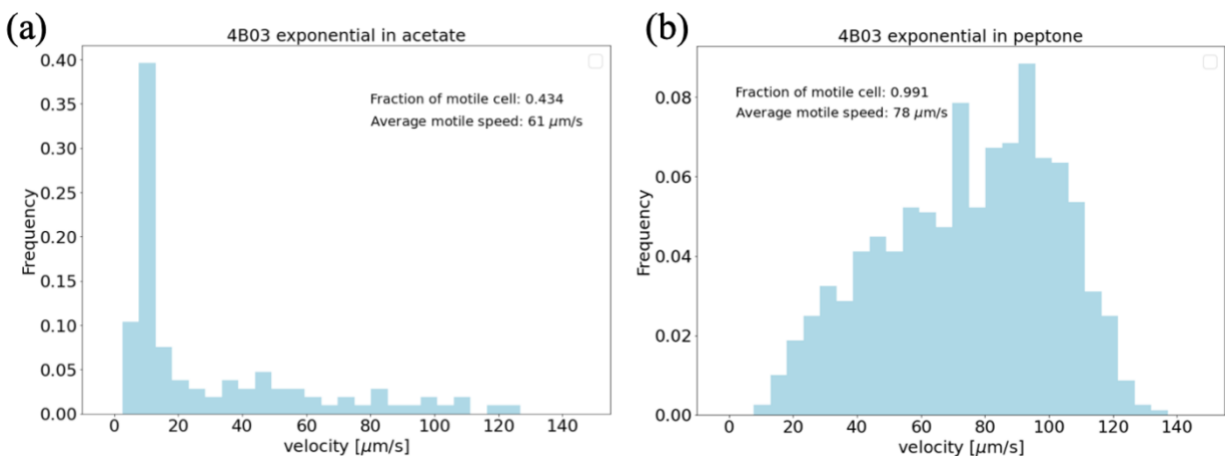 (a)
4B03 exponential in acetate
Fraction of motile cell: 0.434
Average motile speed: 61 μm/s
Frequency
0.40
0.35
0.30
0.25
0.20
0.15
0.10
0.05
0.00
0 20 40 60 80 100 120 140
velocity [μm/s]
(b)
4B03 exponential in peptone
Fraction of motile cell: 0.991
Average motile speed: 78 μm/s
Frequency
0.08
0.06
0.04
0.02
0.00
0 20 40 60 80 100 120 140
velocity [μm/s]